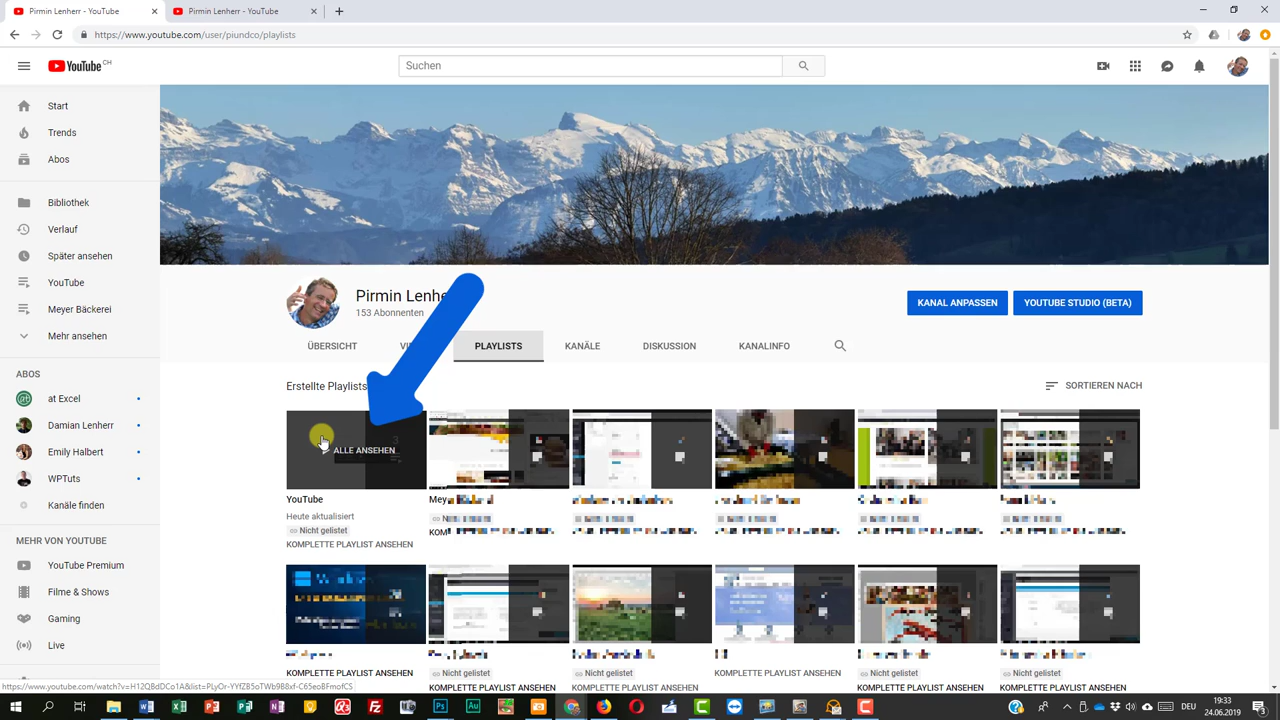 Pirmin Lenherr - YouTube
Pirmin Lenherr - YouTube
https://www.youtube.com/user/piundco/playlists
YouTube CH
Suchen
Start
Trends
Abos
Bibliothek
Verlauf
Später ansehen
YouTube
Meyer Bäckerei
Mehr ansehen
ABOS
at Excel
Damian Lenherr
Emily Halbert
WPTuts
Kanäle finden
MEHR VON YOUTUBE
YouTube Premium
Filme & Shows
Gaming
Live
Pirmin
153 Abonnenten
KANAL ANPASSEN
YOUTUBE STUDIO (BETA)
ÜBERSICHT
PLAYLISTS
KANÄLE
DISKUSSION
KANALINFO
Erstellte Playlists
SORTIEREN NACH
3
ALLE ANSEHEN
YouTube
Heute aktualisiert
Nicht gelistet
KOMPLETTE PLAYLIST ANSEHEN
Mey
KOM
KOMPLETTE PLAYLIST ANSEHEN
Nicht gelistet
KOMPLETTE PLAYLIST ANSEHEN
Nicht gelistet
KOMPLETTE PLAYLIST ANSEHEN
KOMPLETTE PLAYLIST ANSEHEN
Nicht gelistet
KOMPLETTE PLAYLIST ANSEHEN
Nicht gelistet
KOMPLETTE PLAYLIST ANSEHEN
DEU
19:33
24.06.2019